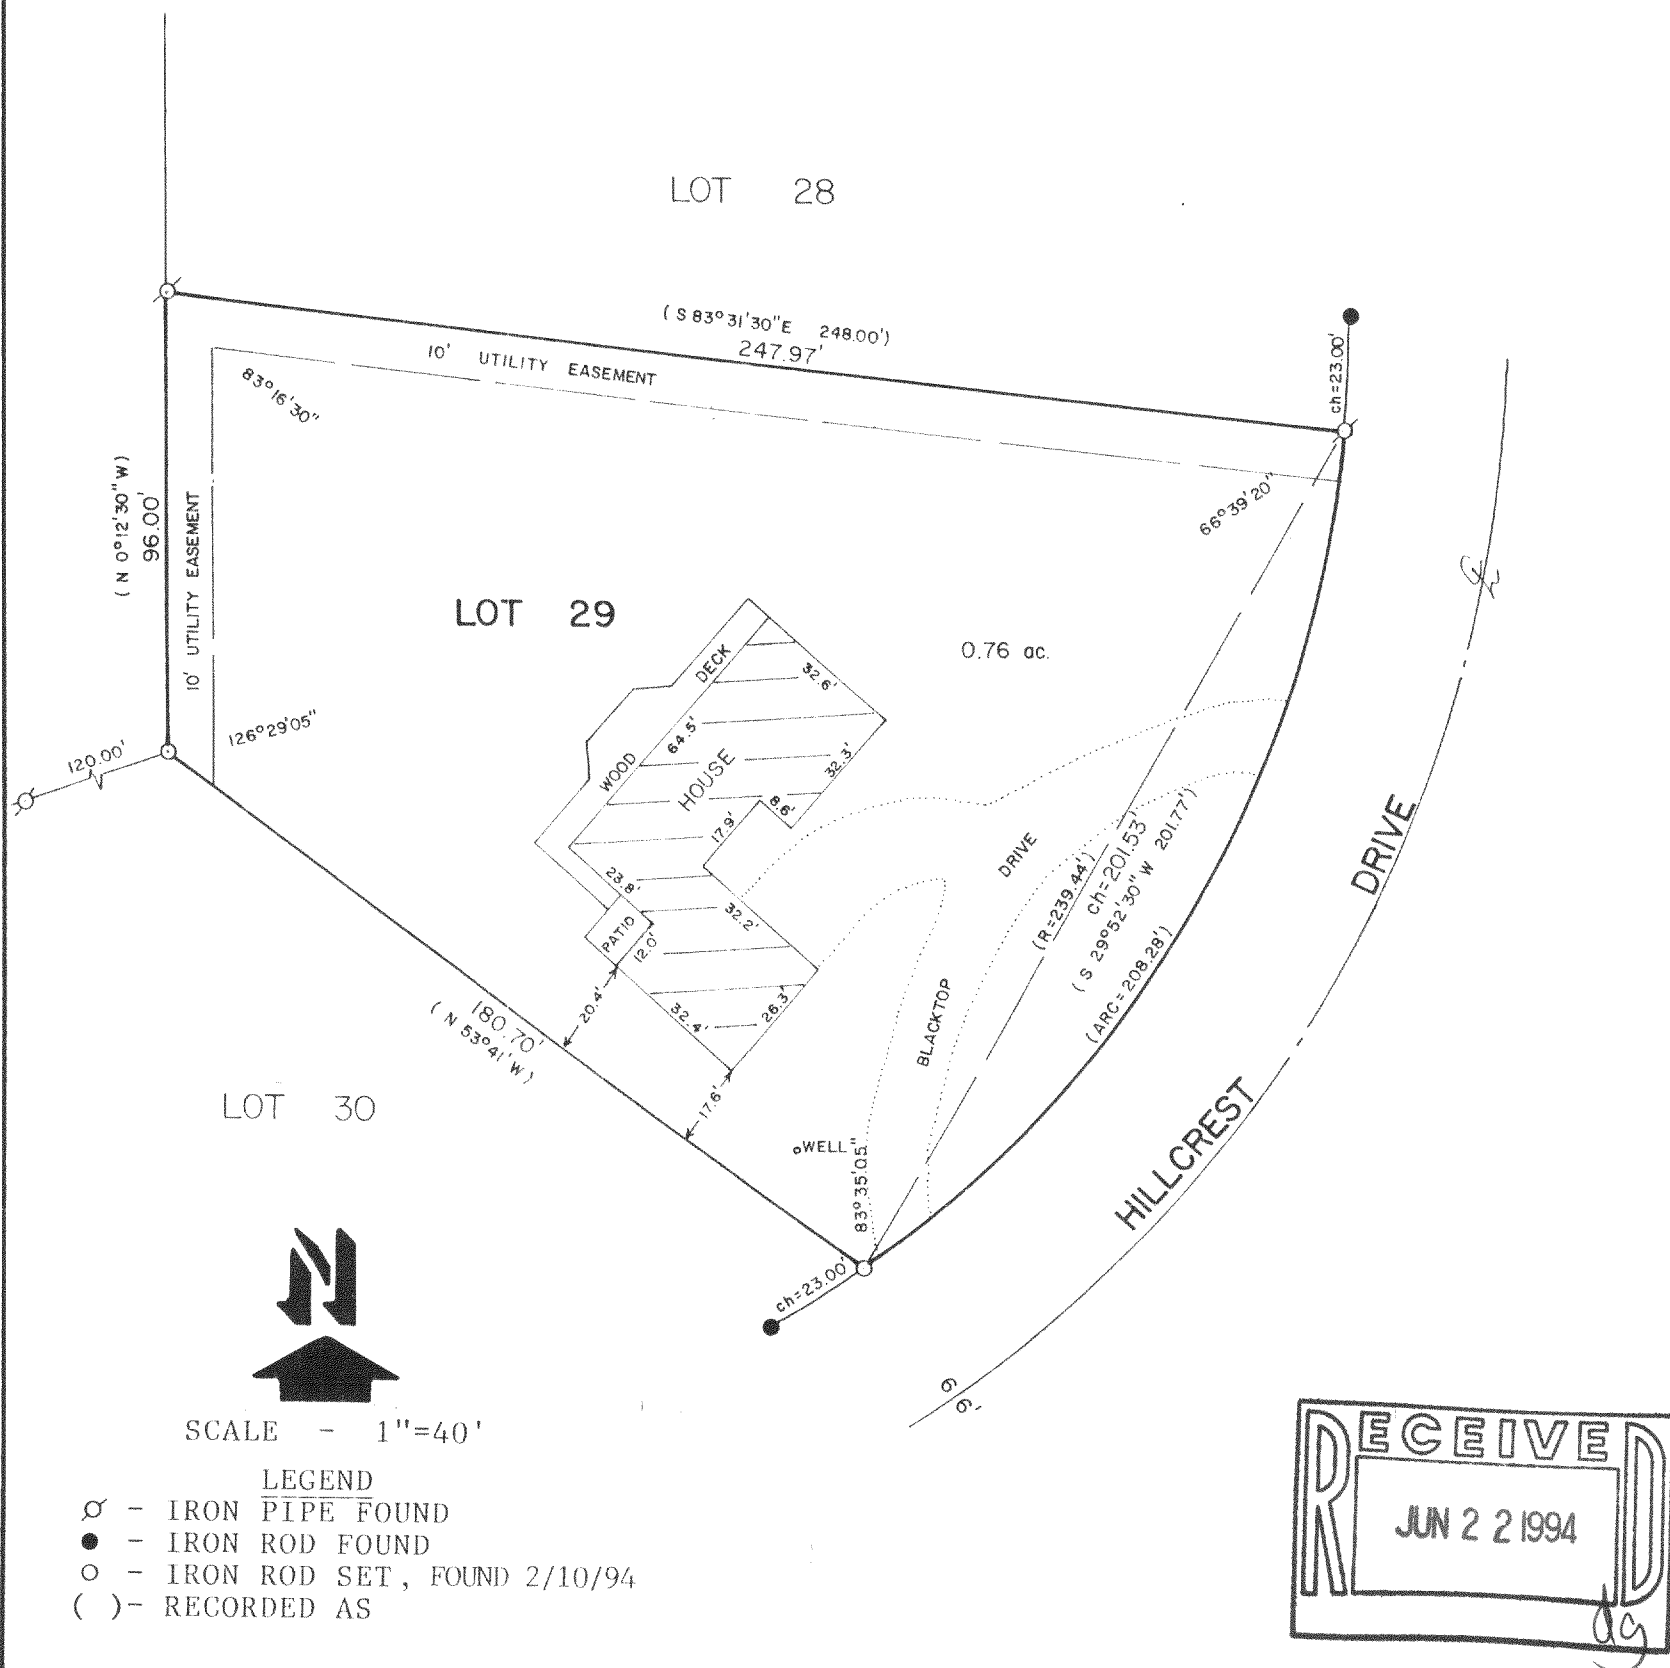 LOT 28
( S 83° 31' 30" E 248.00')
247.97'
10' UTILITY EASEMENT
ch=23.00'
83° 16' 30"
( N 0° 12' 30" W )
96.00'
10' UTILITY EASEMENT
66° 39' 20"
℄
LOT 29
0.76 ac.
DECK
32.6'
64.5'
WOOD
HOUSE
32.3'
8.6'
17.9'
126° 29' 05"
120.00'
23.8'
32.2'
PATIO
12.0'
DRIVE
(R=239.44')
ch=201.53'
( S 29° 52' 30" W 201.77')
(ARC=208.28')
DRIVE
20.4'
32.4'
26.3'
BLACKTOP
180.70'
( N 53° 41' W )
LOT 30
17.6'
WELL
83° 35' 05"
HILLCREST
ch=23.00'
66'
N
SCALE - 1"=40'
LEGEND
- IRON PIPE FOUND
- IRON ROD FOUND
- IRON ROD SET, FOUND 2/10/94
( )- RECORDED AS
RECEIVED
JUN 22 1994
dg